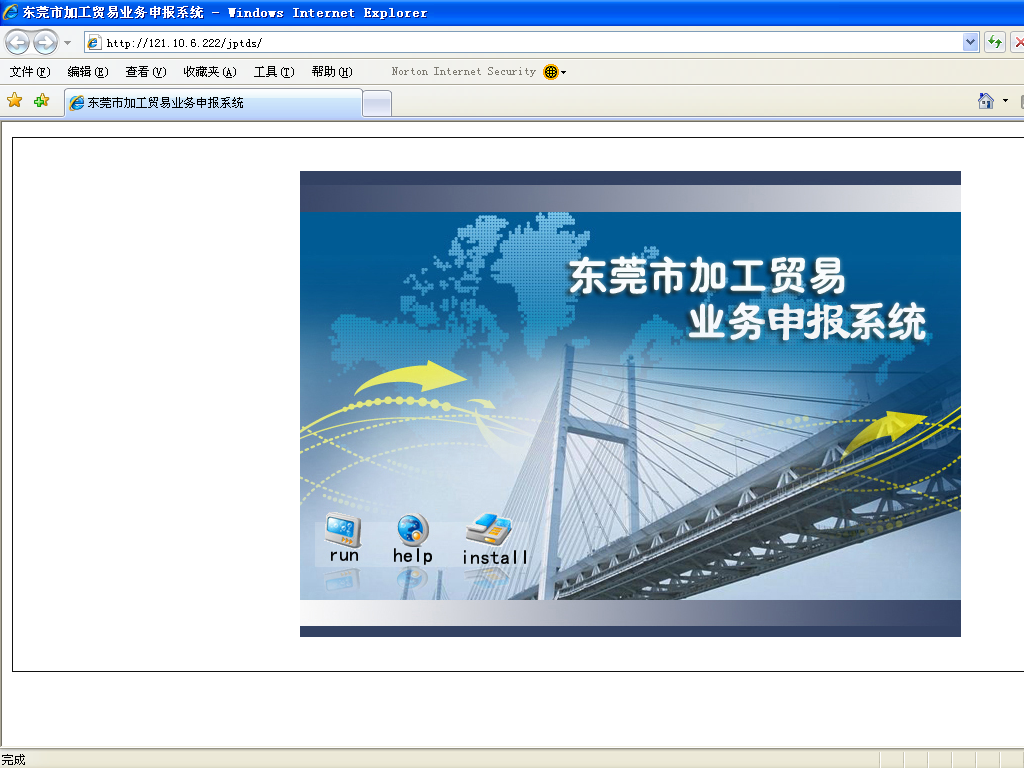 东莞市加工贸易业务申报系统 - Windows Internet Explorer
http://121.10.6.222/jptds/
文件(F) 编辑(E) 查看(V) 收藏夹(A) 工具(T) 帮助(H) Norton Internet Security
东莞市加工贸易业务申报系统
东莞市加工贸易
业务申报系统
run help install
完成